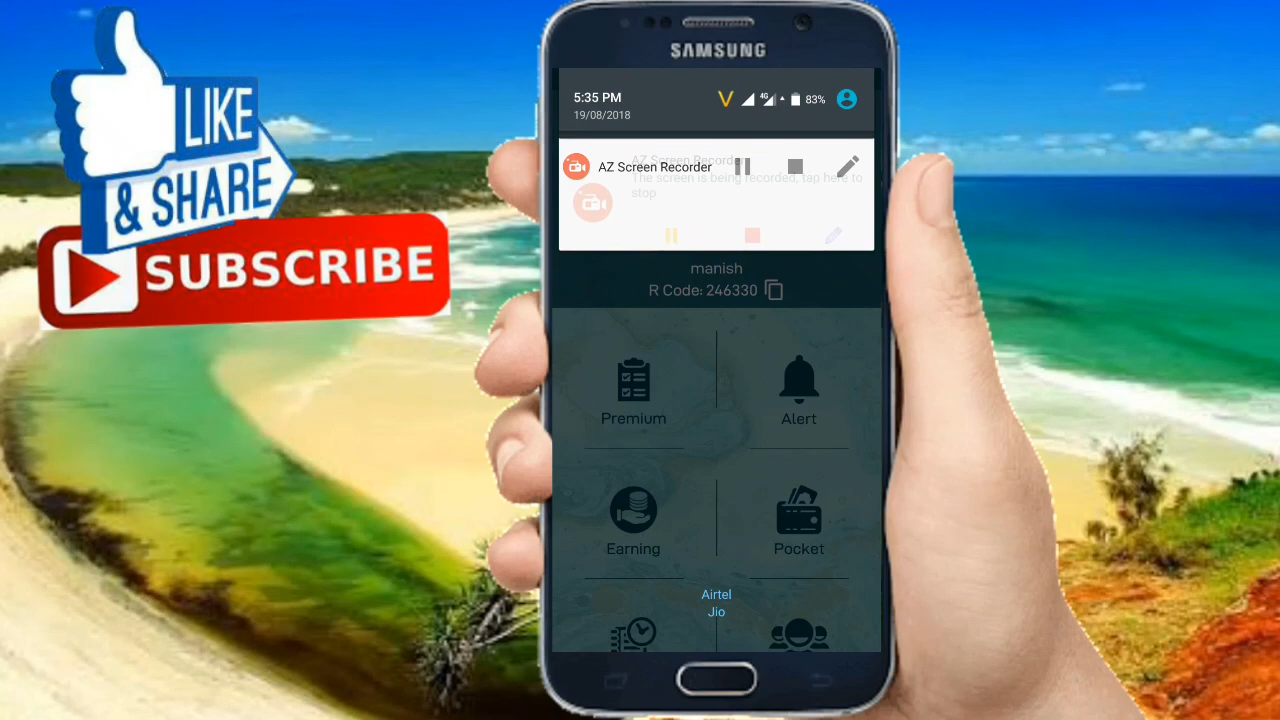 LIKE
& SHARE
SUBSCRIBE
SAMSUNG
5:35 PM
19/08/2018
4G
83%
AZ Screen Recorder
AZ Screen Recorder
The screen is being recorded, tap here to
stop
manish
R Code: 246330
Premium
Alert
Earning
Pocket
Airtel
Jio